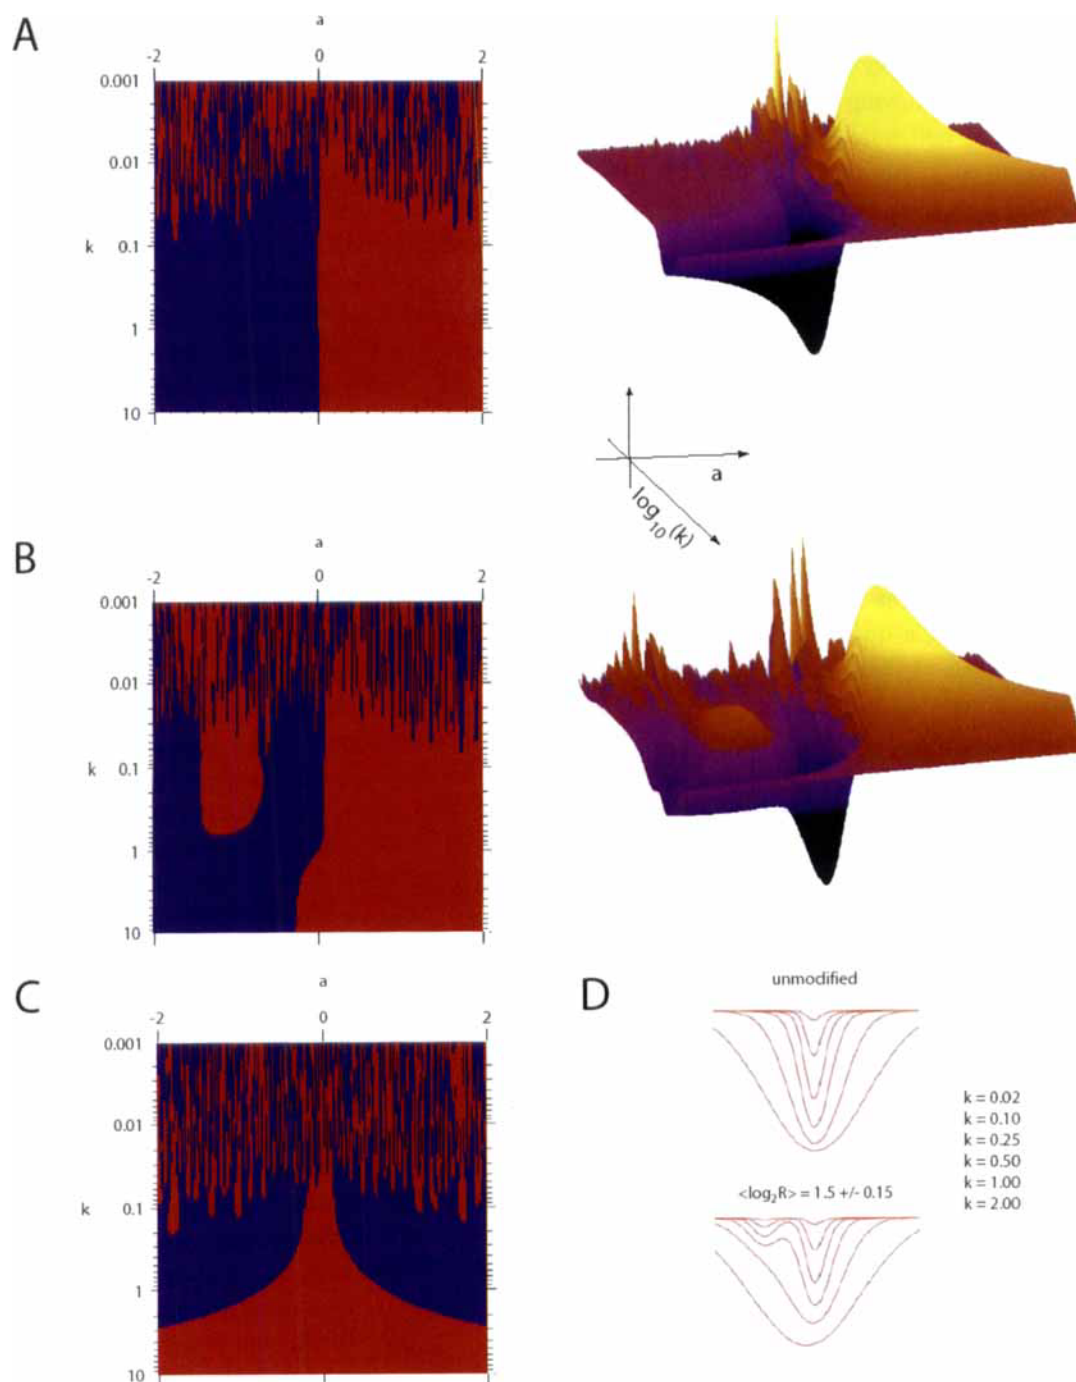 A
a
-2 0 2
0.001
0.01
k 0.1
1
10
a
log10(k)
B
a
-2 0 2
0.001
0.01
k 0.1
1
10
C
a
-2 0 2
0.001
0.01
k 0.1
1
10
D
unmodified
k = 0.02
k = 0.10
k = 0.25
k = 0.50
k = 1.00
k = 2.00
<log2R> = 1.5 +/- 0.15